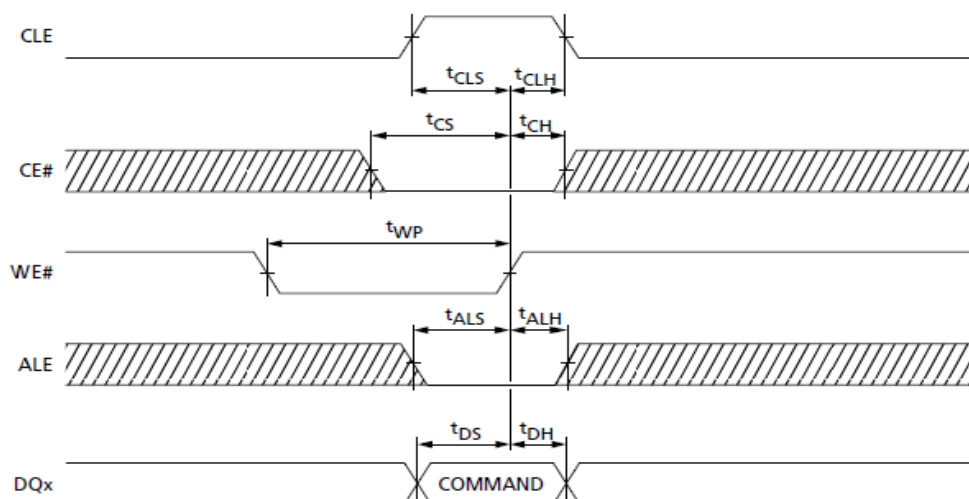 CLE
tCLS tCLH
tCS tCH
CE#
tWP
WE#
tALS tALH
ALE
tDS tDH
DQx COMMAND